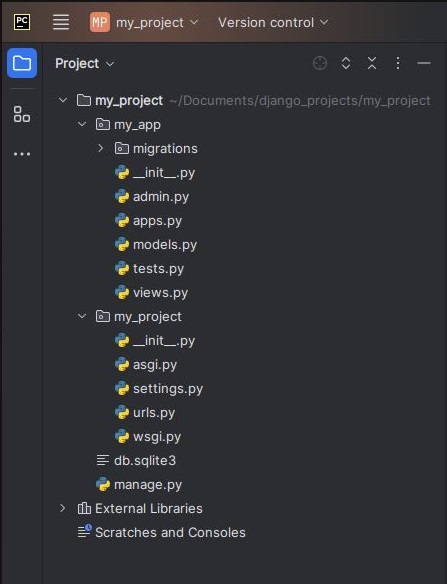 PC
MP my_project Version control
Project
my_project ~/Documents/django_projects/my_project
my_app
migrations
__init__.py
admin.py
apps.py
models.py
tests.py
views.py
my_project
__init__.py
asgi.py
settings.py
urls.py
wsgi.py
db.sqlite3
manage.py
External Libraries
Scratches and Consoles